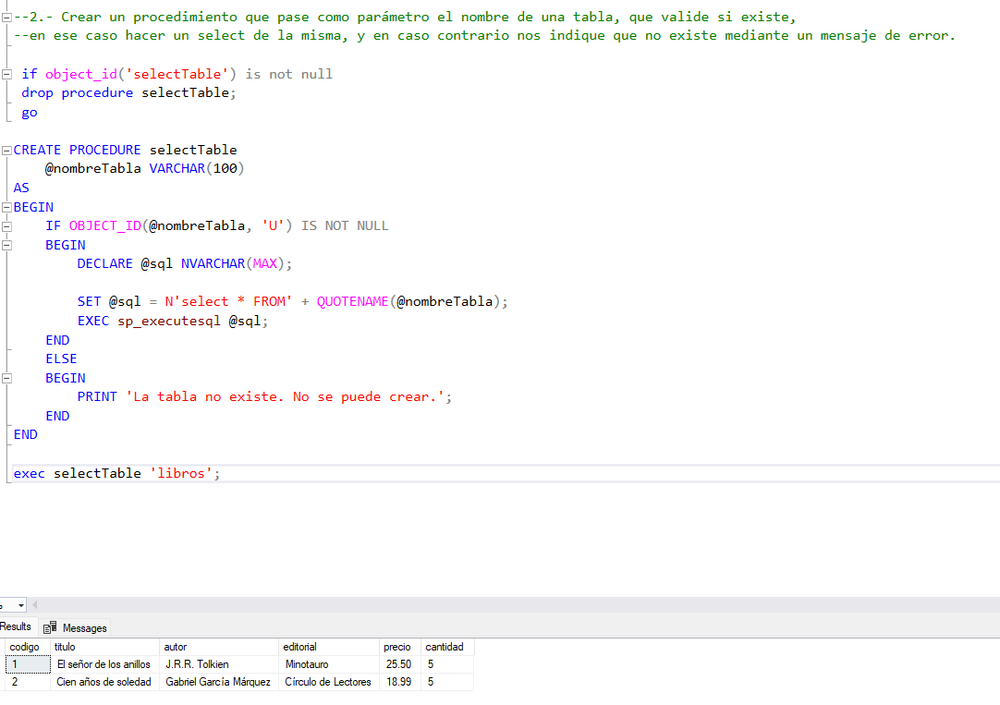 --2.- Crear un procedimiento que pase como parámetro el nombre de una tabla, que valide si existe,
--en ese caso hacer un select de la misma, y en caso contrario nos indique que no existe mediante un mensaje de error.
if object_id('selectTable') is not null
drop procedure selectTable;
go
CREATE PROCEDURE selectTable
@nombreTabla VARCHAR(100)
AS
BEGIN
IF OBJECT_ID(@nombreTabla, 'U') IS NOT NULL
BEGIN
DECLARE @sql NVARCHAR(MAX);
SET @sql = N'select * FROM' + QUOTENAME(@nombreTabla);
EXEC sp_executesql @sql;
END
ELSE
BEGIN
PRINT 'La tabla no existe. No se puede crear.';
END
END
exec selectTable 'libros';
Results Messages
codigo titulo autor editorial precio cantidad
1 El señor de los anillos J.R.R. Tolkien Minotauro 25.50 5
2 Cien años de soledad Gabriel García Márquez Círculo de Lectores 18.99 5